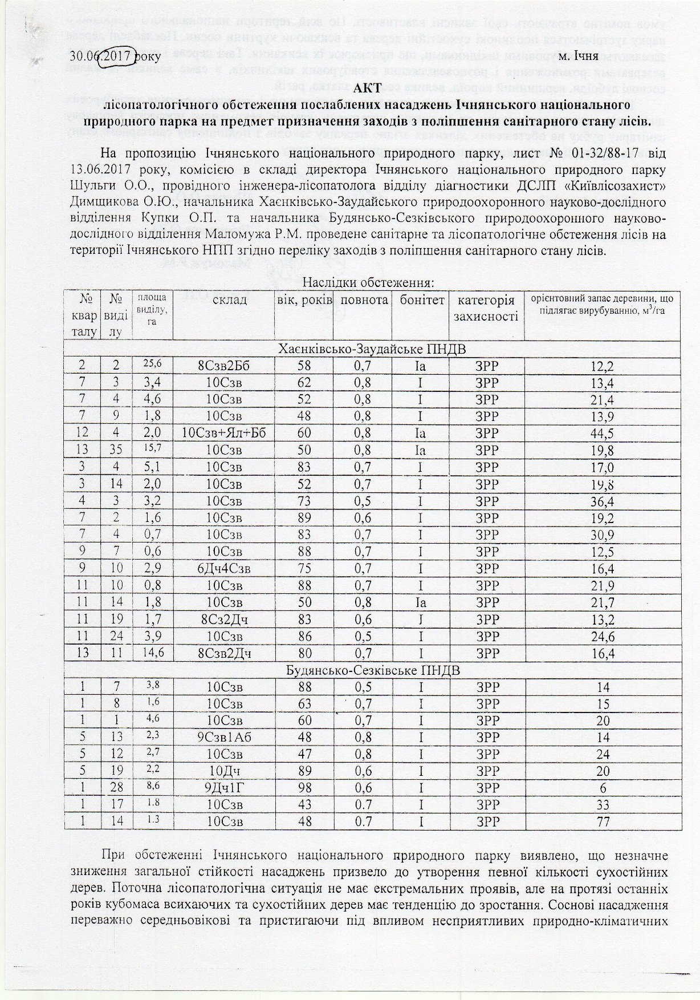 30.06.2017 року м. Ічня
АКТ
лісопатологічного обстеження послаблених насаджень Ічнянського національного
природного парка на предмет призначення заходів з поліпшення санітарного стану лісів.
На пропозицію Ічнянського національного природного парку, лист № 01-32/88-17 від
13.06.2017 року, комісією в складі директора Ічнянського національного природного парку
Шульги О.О., провідного інженера-лісопатолога відділу діагностики ДСЛП «Київлісозахист»
Димщикова О.Ю., начальника Хаєнківсько-Заудайського природоохоронного науково-дослідного
відділення Купки О.П. та начальника Будянсько-Сезківського природоохоронного науково-
дослідного відділення Маломужа Р.М. проведене санітарне та лісопатологічне обстеження лісів на
території Ічнянського НПП згідно переліку заходів з поліпшення санітарного стану лісів.
Наслідки обстеження:
№ квар талу № виді лу площа виділу, га склад вік, років повнота бонітет категорія захисності орієнтовний запас деревини, що підлягає вирубуванню, м³/га
Хаєнківсько-Заудайське ПНДВ
2 2 25,6 8Сзв2Бб 58 0,7 Іа ЗРР 12,2
7 3 3,4 10Сзв 62 0,8 І ЗРР 13,4
7 4 4,6 10Сзв 52 0,8 І ЗРР 21,4
7 9 1,8 10Сзв 48 0,8 І ЗРР 13,9
12 4 2,0 10Сзв+Ял+Бб 60 0,8 Іа ЗРР 44,5
13 35 15,7 10Сзв 50 0,8 Іа ЗРР 19,8
3 4 5,1 10Сзв 83 0,7 І ЗРР 17,0
3 14 2,0 10Сзв 52 0,7 І ЗРР 19,8
4 3 3,2 10Сзв 73 0,5 І ЗРР 36,4
7 2 1,6 10Сзв 89 0,6 І ЗРР 19,2
7 4 0,7 10Сзв 83 0,7 І ЗРР 30,9
9 7 0,6 10Сзв 88 0,7 І ЗРР 12,5
9 10 2,9 6Дч4Сзв 75 0,7 І ЗРР 16,4
11 10 0,8 10Сзв 88 0,7 І ЗРР 21,9
11 14 1,8 10Сзв 50 0,8 Іа ЗРР 21,7
11 19 1,7 8Сз2Дч 83 0,6 І ЗРР 13,2
11 24 3,9 10Сзв 86 0,5 І ЗРР 24,6
13 11 14,6 8Сзв2Дч 80 0,7 І ЗРР 16,4
Будянсько-Сезківське ПНДВ
1 7 3,8 10Сзв 88 0,5 І ЗРР 14
1 8 1,6 10Сзв 63 0,7 І ЗРР 15
1 1 4,6 10Сзв 60 0,7 І ЗРР 20
5 13 2,3 9Сзв1Аб 48 0,8 І ЗРР 14
5 12 2,7 10Сзв 47 0,8 І ЗРР 24
5 19 2,2 10Дч 89 0,6 І ЗРР 20
1 28 8,6 9Дч1Г 98 0,6 І ЗРР 6
1 17 1.8 10Сзв 43 0.7 І ЗРР 33
1 14 1.3 10Сзв 48 0.7 І ЗРР 77
При обстеженні Ічнянського національного природного парку виявлено, що незначне
зниження загальної стійкості насаджень призвело до утворення певної кількості сухостійних
дерев. Поточна лісопатологічна ситуація не має екстремальних проявів, але на протязі останніх
років кубомаса всихаючих та сухостійних дерев має тенденцію до зростання. Соснові насадження
переважно середньовікові та пристигаючи під впливом несприятливих природно-кліматичних